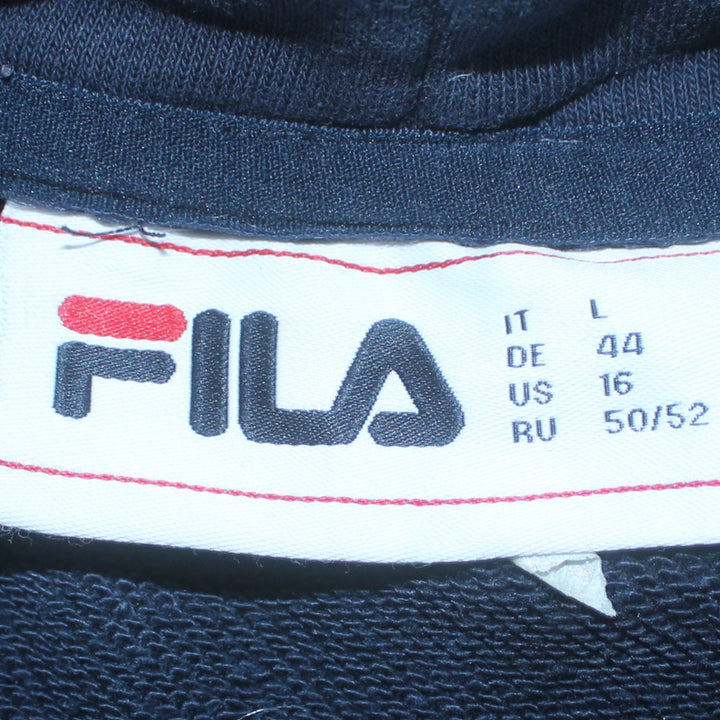 FILA
IT L
DE 44
US 16
RU 50/52